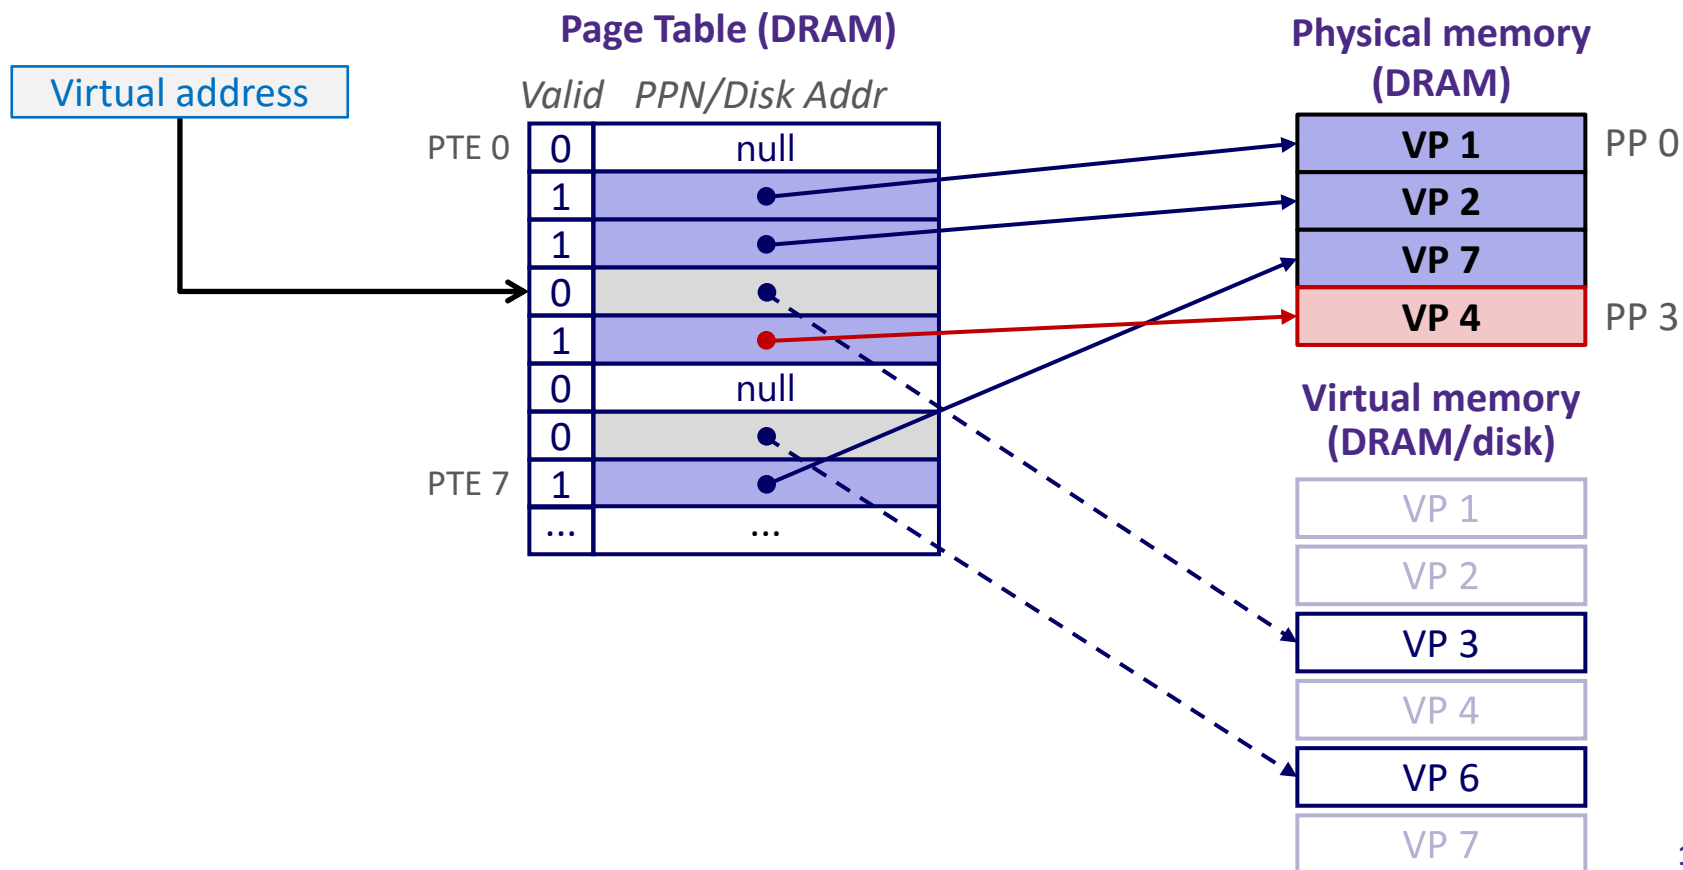 Page Table (DRAM)
Physical memory
(DRAM)
Virtual address
Valid PPN/Disk Addr
PTE 0 0 null
1
1
0
1
0 null
0
PTE 7 1
... ...
VP 1 PP 0
VP 2
VP 7
VP 4 PP 3
Virtual memory
(DRAM/disk)
VP 1
VP 2
VP 3
VP 4
VP 6
VP 7